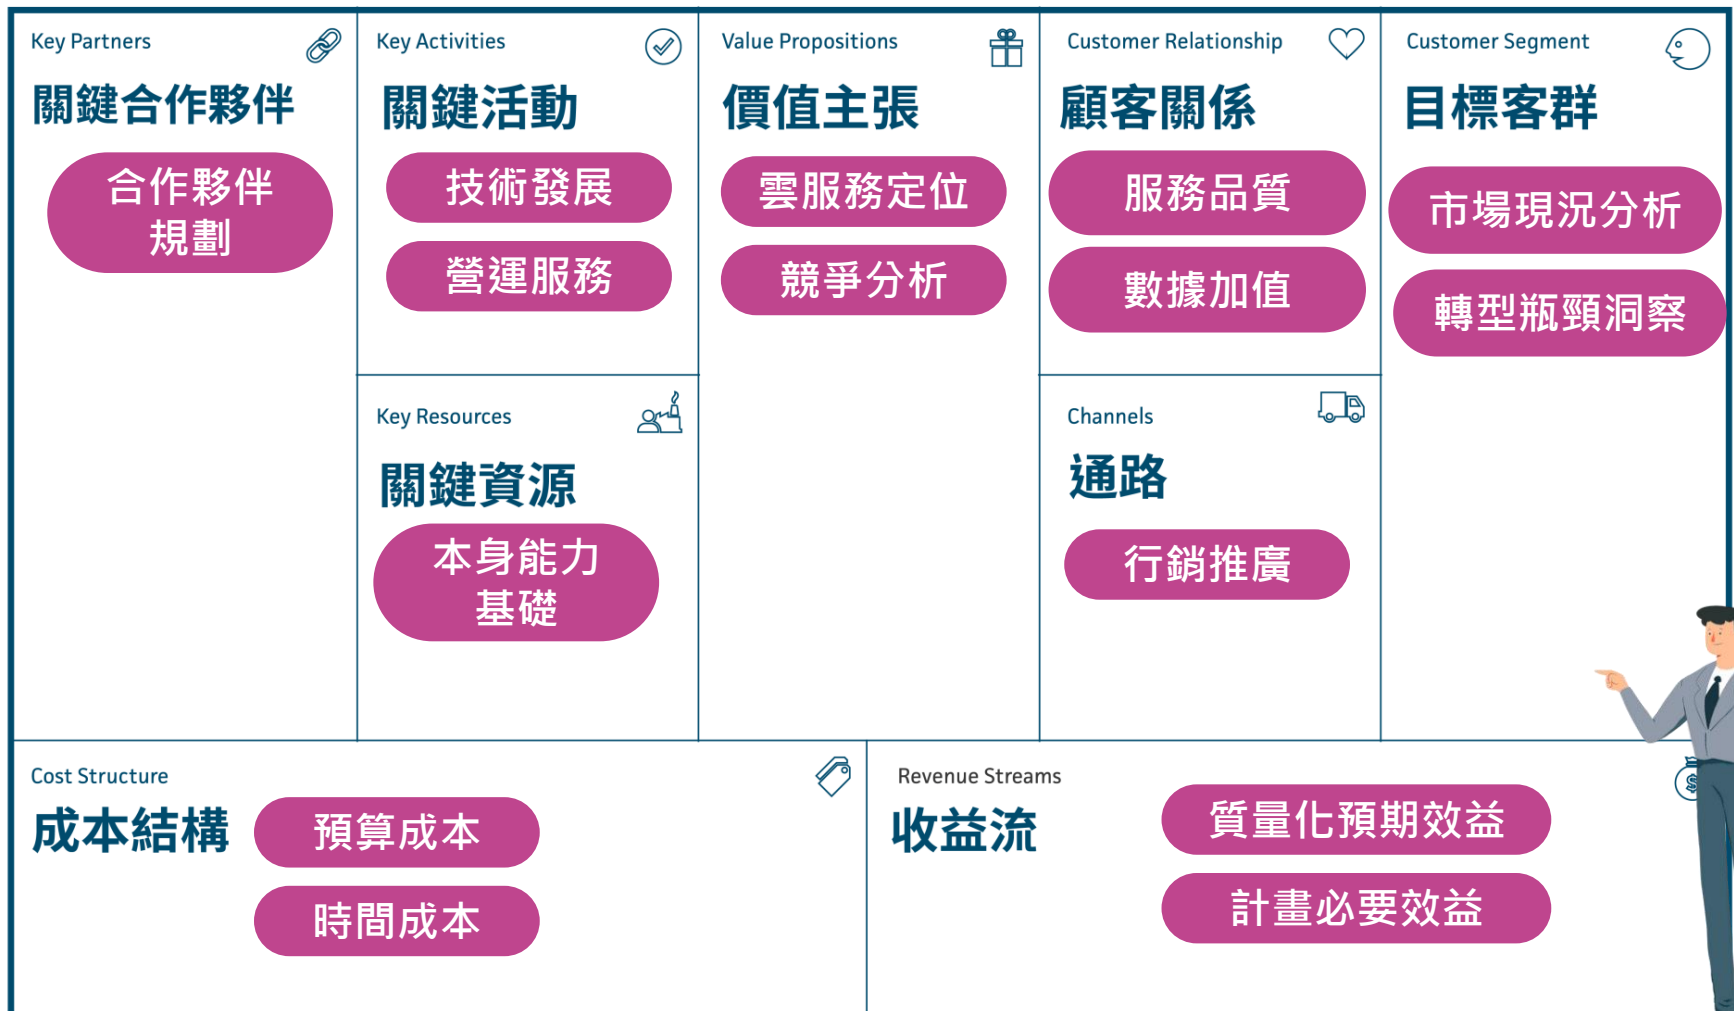 Key Partners
關鍵合作夥伴
合作夥伴
規劃
Key Activities
關鍵活動
技術發展
營運服務
Key Resources
關鍵資源
本身能力
基礎
Value Propositions
價值主張
雲服務定位
競爭分析
Customer Relationship
顧客關係
服務品質
數據加值
Channels
通路
行銷推廣
Customer Segment
目標客群
市場現況分析
轉型瓶頸洞察
Cost Structure
成本結構
預算成本
時間成本
Revenue Streams
收益流
質量化預期效益
計畫必要效益
$